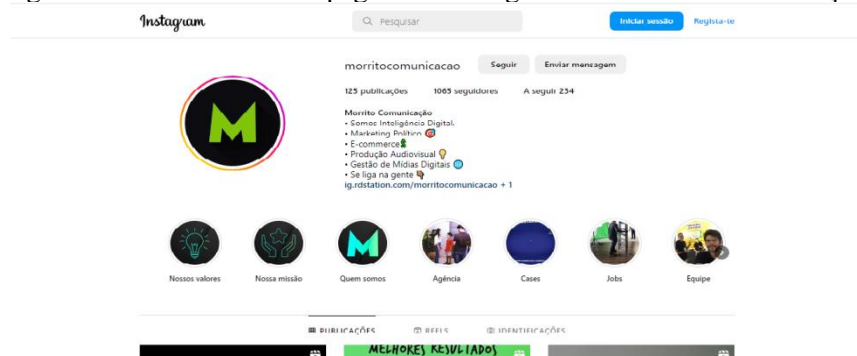 Instagram
Pesquisar
Iniciar sessão
Regista-te
morritocomunicacao
Seguir
Enviar mensagem
125 publicações 1065 seguidores A seguir 234
Morrito Comunicação
• Somos Inteligência Digital.
• Marketing Político
• E-commerce
• Produção Audiovisual
• Gestão de Mídias Digitais
• Se liga na gente
ig.rdstation.com/morritocomunicacao + 1
Nossos valores Nossa missão Quem somos Agência Cases Jobs Equipe
PUBLICAÇÕES REELS IDENTIFICAÇÕES
MELHORES RESULTADOS